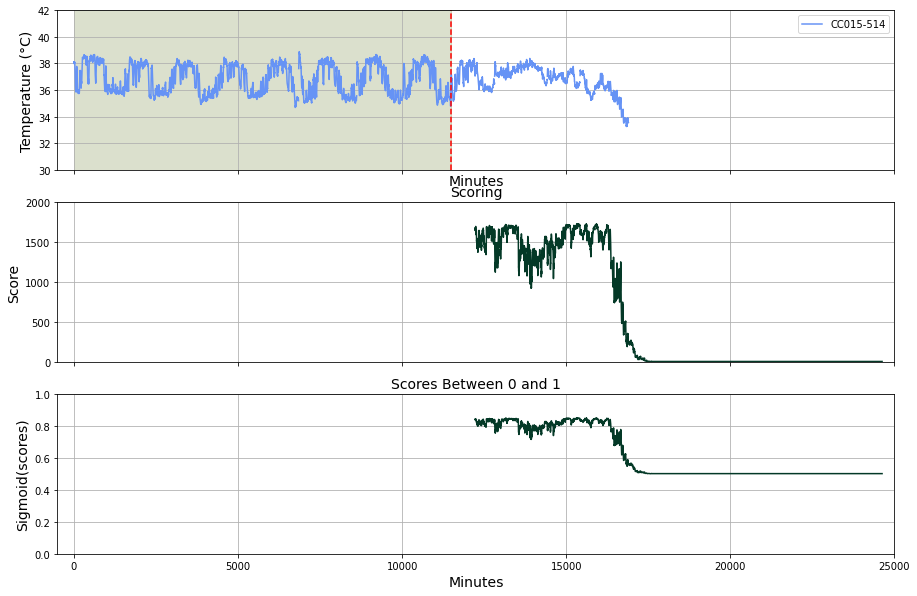 42
40
38
36
34
32
30
Temperature (°C)
CC015-514
Minutes
Scoring
2000
1500
1000
500
0
Score
Scores Between 0 and 1
1.0
0.8
0.6
0.4
0.2
0.0
Sigmoid(scores)
0 5000 10000 15000 20000 25000
Minutes